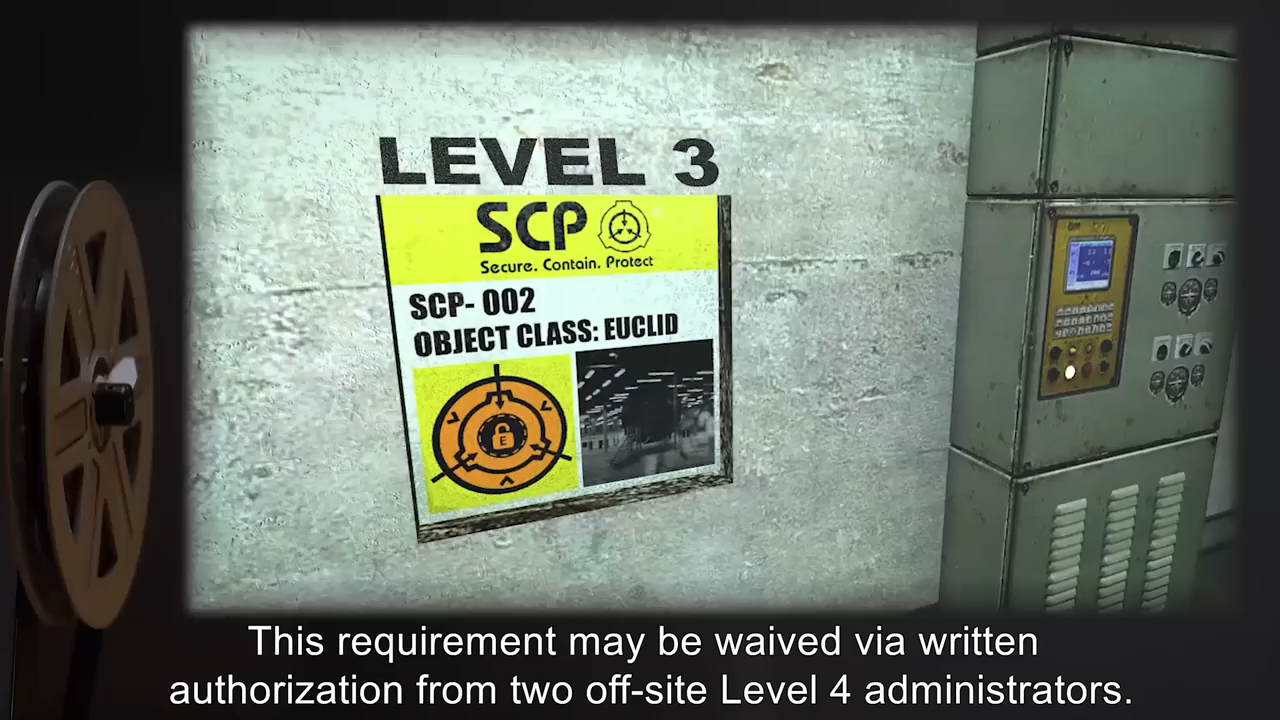 LEVEL 3
SCP
Secure. Contain. Protect
SCP- 002
OBJECT CLASS: EUCLID
E
This requirement may be waived via written
authorization from two off-site Level 4 administrators.